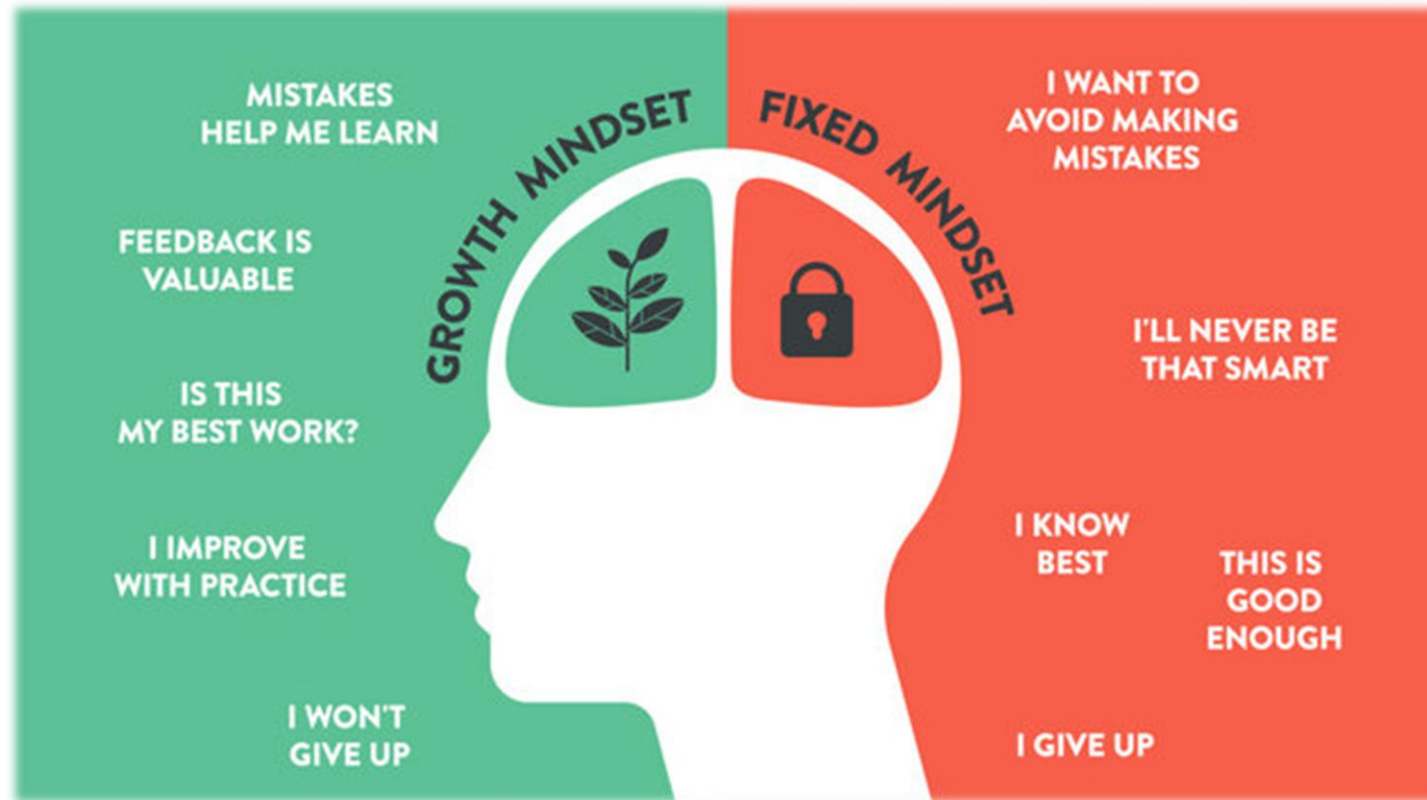 GROWTH MINDSET
MISTAKES
HELP ME LEARN
FEEDBACK IS
VALUABLE
IS THIS
MY BEST WORK?
I IMPROVE
WITH PRACTICE
I WON'T
GIVE UP
FIXED MINDSET
I WANT TO
AVOID MAKING
MISTAKES
I'LL NEVER BE
THAT SMART
I KNOW
BEST
THIS IS
GOOD
ENOUGH
I GIVE UP